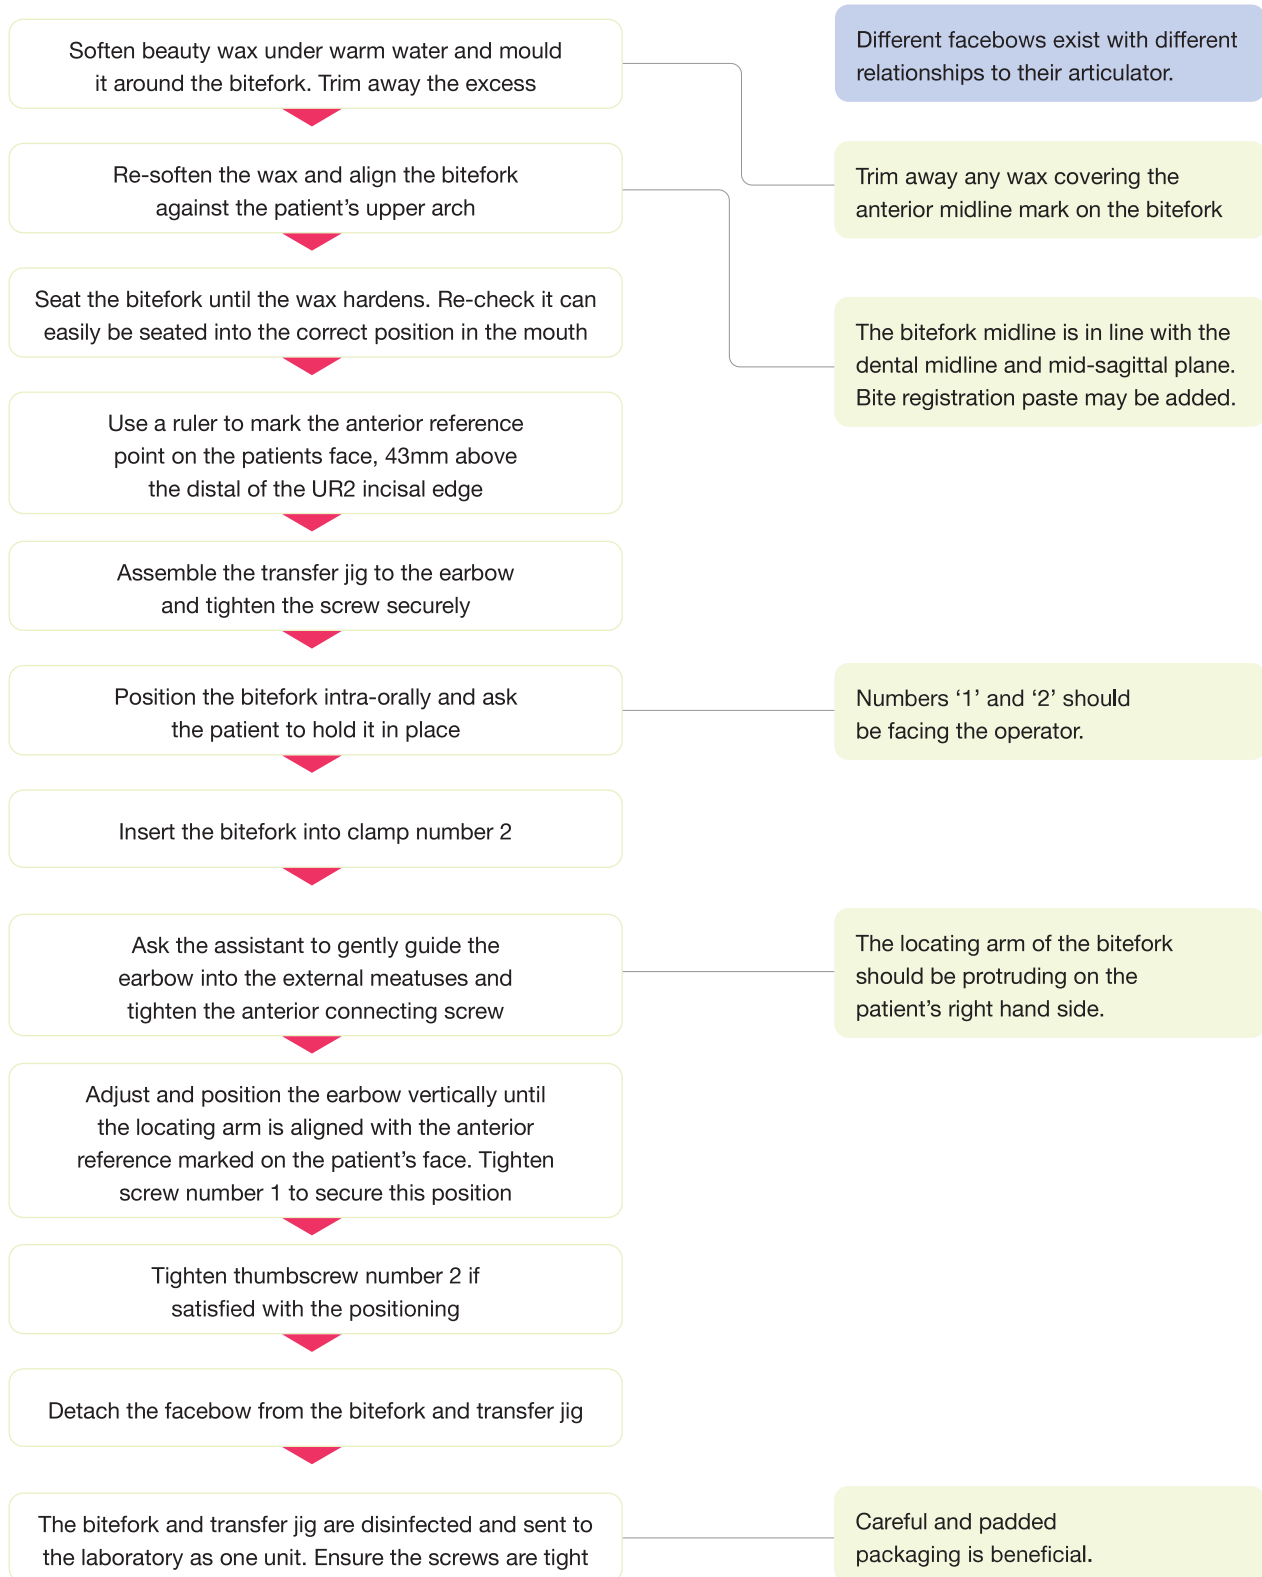 Soften beauty wax under warm water and mould
it around the bitefork. Trim away the excess
Different facebows exist with different
relationships to their articulator.
Trim away any wax covering the
anterior midline mark on the bitefork
Re-soften the wax and align the bitefork
against the patient’s upper arch
The bitefork midline is in line with the
dental midline and mid-sagittal plane.
Bite registration paste may be added.
Seat the bitefork until the wax hardens. Re-check it can
easily be seated into the correct position in the mouth
Use a ruler to mark the anterior reference
point on the patients face, 43mm above
the distal of the UR2 incisal edge
Assemble the transfer jig to the earbow
and tighten the screw securely
Position the bitefork intra-orally and ask
the patient to hold it in place
Numbers ‘1’ and ‘2’ should
be facing the operator.
Insert the bitefork into clamp number 2
Ask the assistant to gently guide the
earbow into the external meatuses and
tighten the anterior connecting screw
The locating arm of the bitefork
should be protruding on the
patient’s right hand side.
Adjust and position the earbow vertically until
the locating arm is aligned with the anterior
reference marked on the patient’s face. Tighten
screw number 1 to secure this position
Tighten thumbscrew number 2 if
satisfied with the positioning
Detach the facebow from the bitefork and transfer jig
The bitefork and transfer jig are disinfected and sent to
the laboratory as one unit. Ensure the screws are tight
Careful and padded
packaging is beneficial.